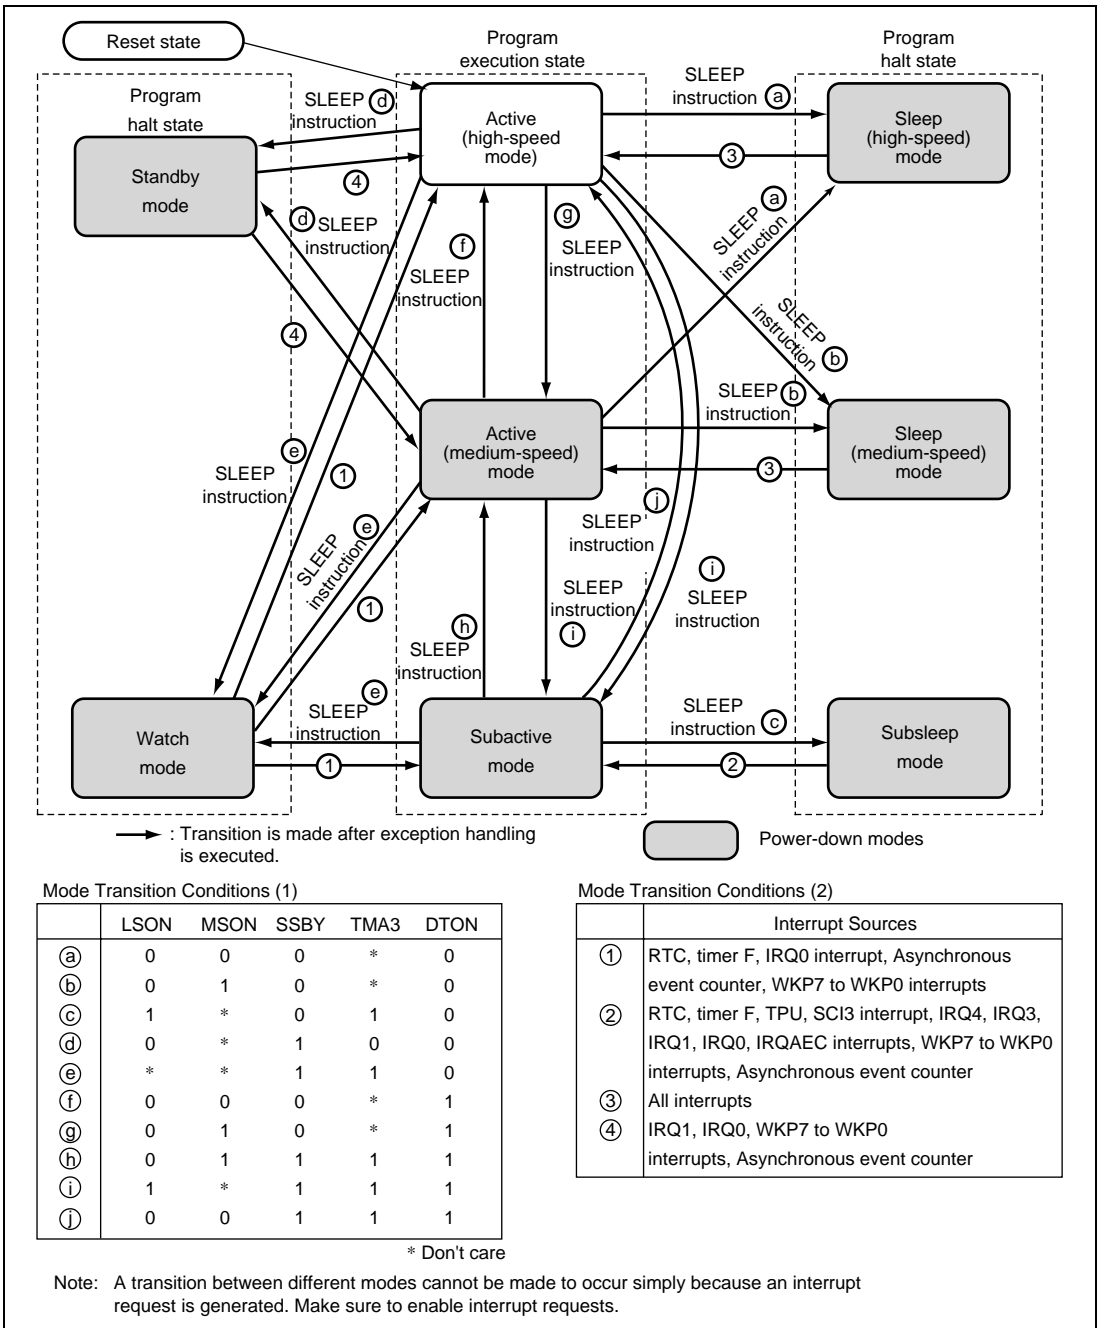 Reset state
Program
execution state
Program
halt state
Program
halt state
SLEEP ⓓ
instruction
Active
(high-speed
mode)
SLEEP
instruction ⓐ
Sleep
(high-speed)
mode
Standby
mode
④
③
ⓓ SLEEP
instruction
ⓕ
SLEEP
instruction
ⓖ
SLEEP
instruction
SLEEP ⓐ
instruction
④
SLEEP
instruction ⓑ
SLEEP ⓑ
instruction
Active
(medium-speed)
mode
Sleep
(medium-speed)
mode
ⓔ
SLEEP
instruction
①
③
SLEEP ⓔ
instruction
①
ⓙ
SLEEP
instruction
ⓘ
SLEEP
instruction
SLEEP
instruction
ⓘ
ⓗ
SLEEP
instruction
ⓔ
SLEEP
instruction
SLEEP
instruction ⓒ
Watch
mode
①
Subactive
mode
②
Subsleep
mode
: Transition is made after exception handling
is executed.
Power-down modes
Mode Transition Conditions (1)
LSON MSON SSBY TMA3 DTON
ⓐ 0 0 0 * 0
ⓑ 0 1 0 * 0
ⓒ 1 * 0 1 0
ⓓ 0 * 1 0 0
ⓔ * * 1 1 0
ⓕ 0 0 0 * 1
ⓖ 0 1 0 * 1
ⓗ 0 1 1 1 1
ⓘ 1 * 1 1 1
ⓙ 0 0 1 1 1
* Don't care
Mode Transition Conditions (2)
Interrupt Sources
① RTC, timer F, IRQ0 interrupt, Asynchronous
event counter, WKP7 to WKP0 interrupts
② RTC, timer F, TPU, SCI3 interrupt, IRQ4, IRQ3,
IRQ1, IRQ0, IRQAEC interrupts, WKP7 to WKP0
interrupts, Asynchronous event counter
③ All interrupts
④ IRQ1, IRQ0, WKP7 to WKP0
interrupts, Asynchronous event counter
Note: A transition between different modes cannot be made to occur simply because an interrupt
request is generated. Make sure to enable interrupt requests.